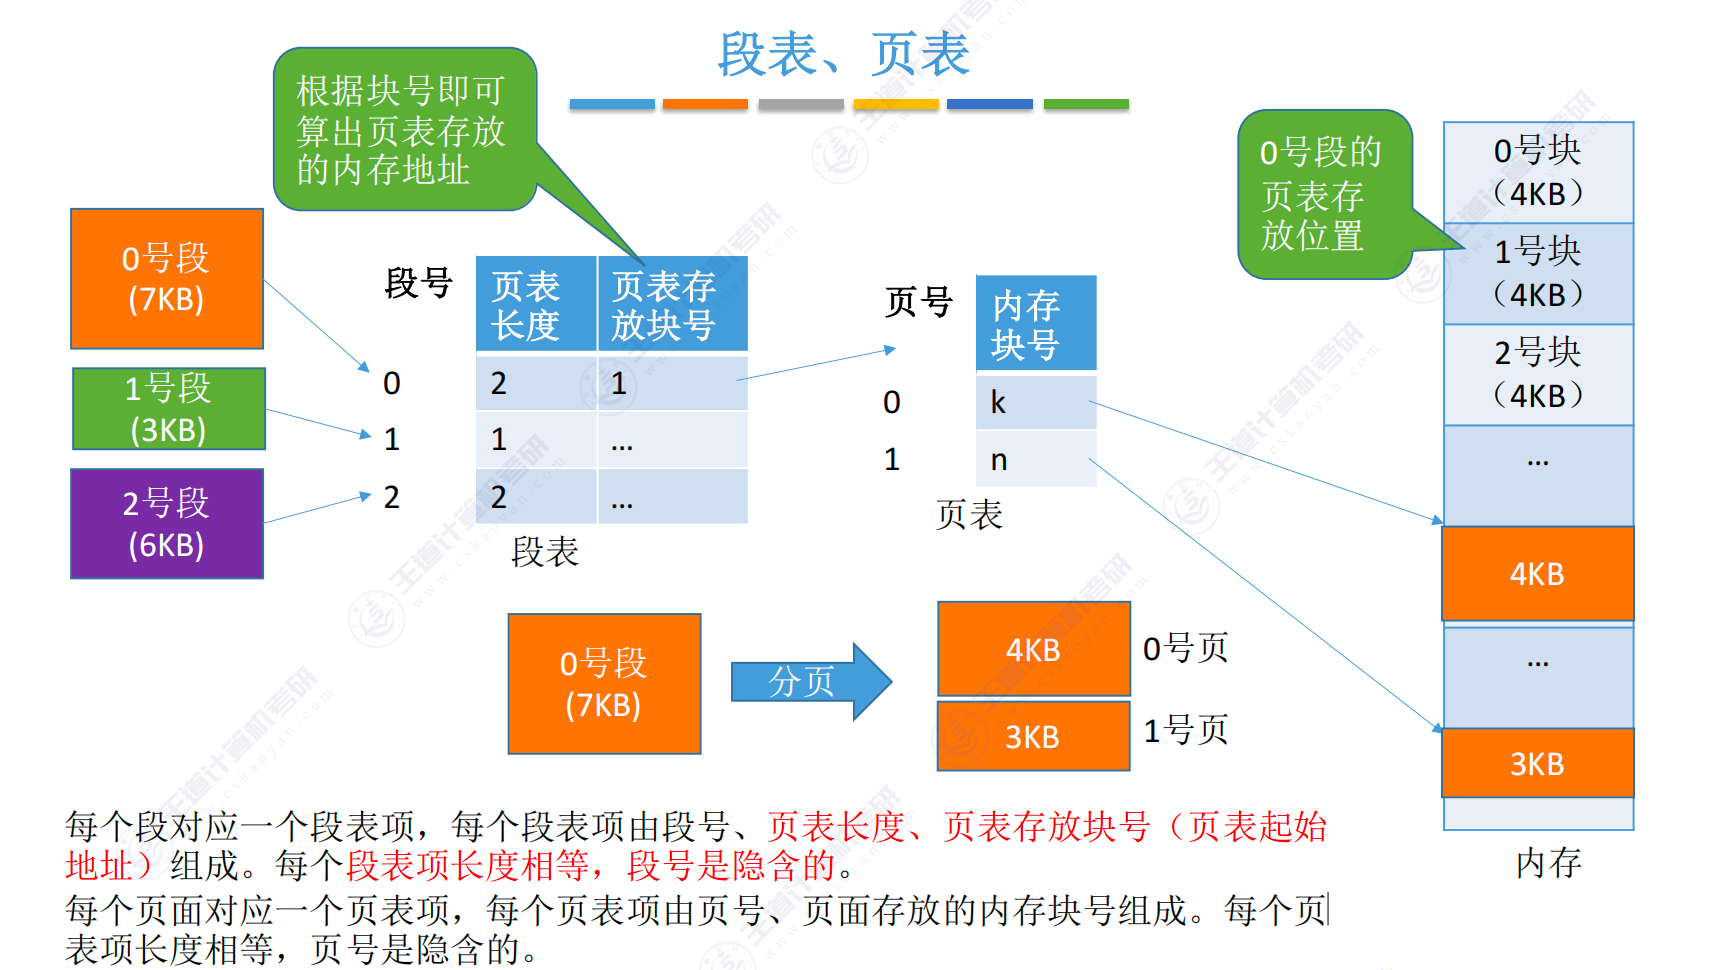 段表、页表
根据块号即可
算出页表存放
的内存地址
0号段
(7KB)
1号段
(3KB)
2号段
(6KB)
段号
页表
长度
页表存
放块号
0
2
1
1
1
...
2
2
...
段表
页号
内存
块号
0
k
1
n
页表
0号段的
页表存
放位置
0号块
（4KB）
1号块
（4KB）
2号块
（4KB）
...
4KB
...
3KB
内存
0号段
(7KB)
分页
4KB
0号页
3KB
1号页
每个段对应一个段表项，每个段表项由段号、页表长度、页表存放块号（页表起始
地址）组成。每个段表项长度相等，段号是隐含的。
每个页面对应一个页表项，每个页表项由页号、页面存放的内存块号组成。每个页
表项长度相等，页号是隐含的。
王道计算机考研
www.cskaoyan.com